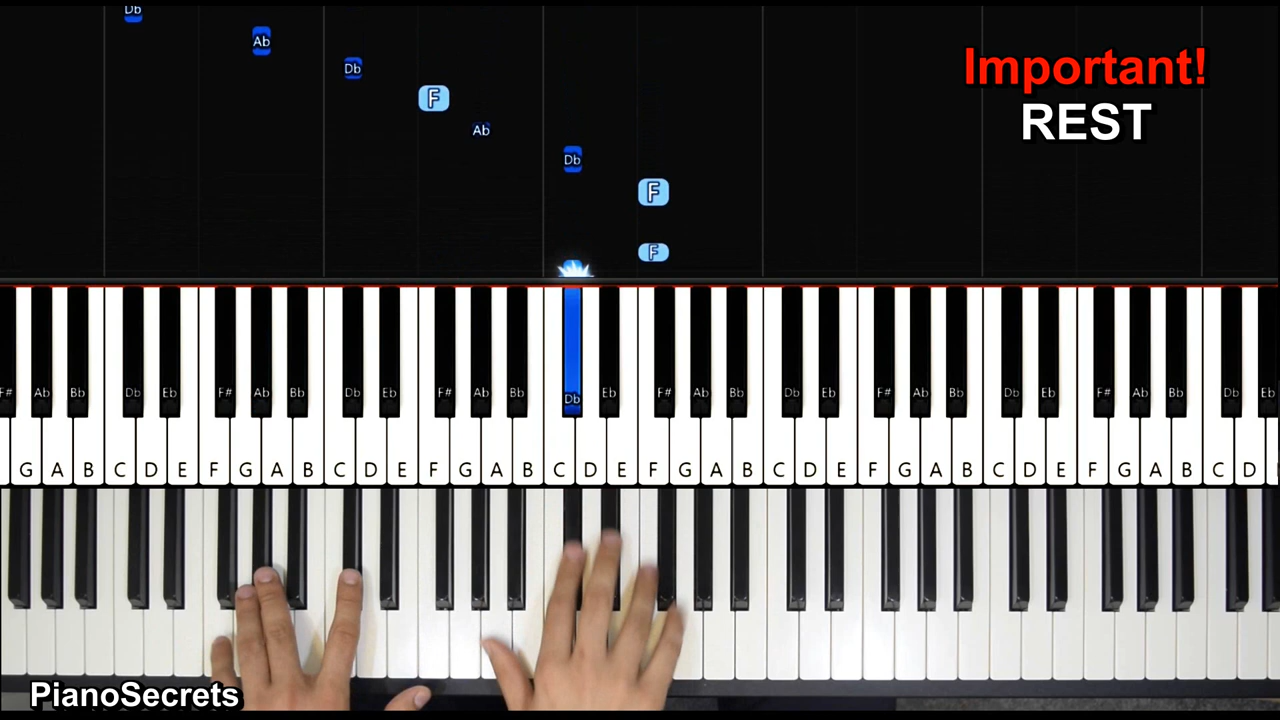 Db
Ab
Important!
Db
F
REST
Ab
Db
F
F
F# Ab Bb Db Eb F# Ab Bb Db Eb F# Ab Bb Db Eb F# Ab Bb Db Eb F# Ab Bb Db Eb F# Ab Bb Db Eb
G A B C D E F G A B C D E F G A B C D E F G A B C D E F G A B C D E F G A B C D
PianoSecrets